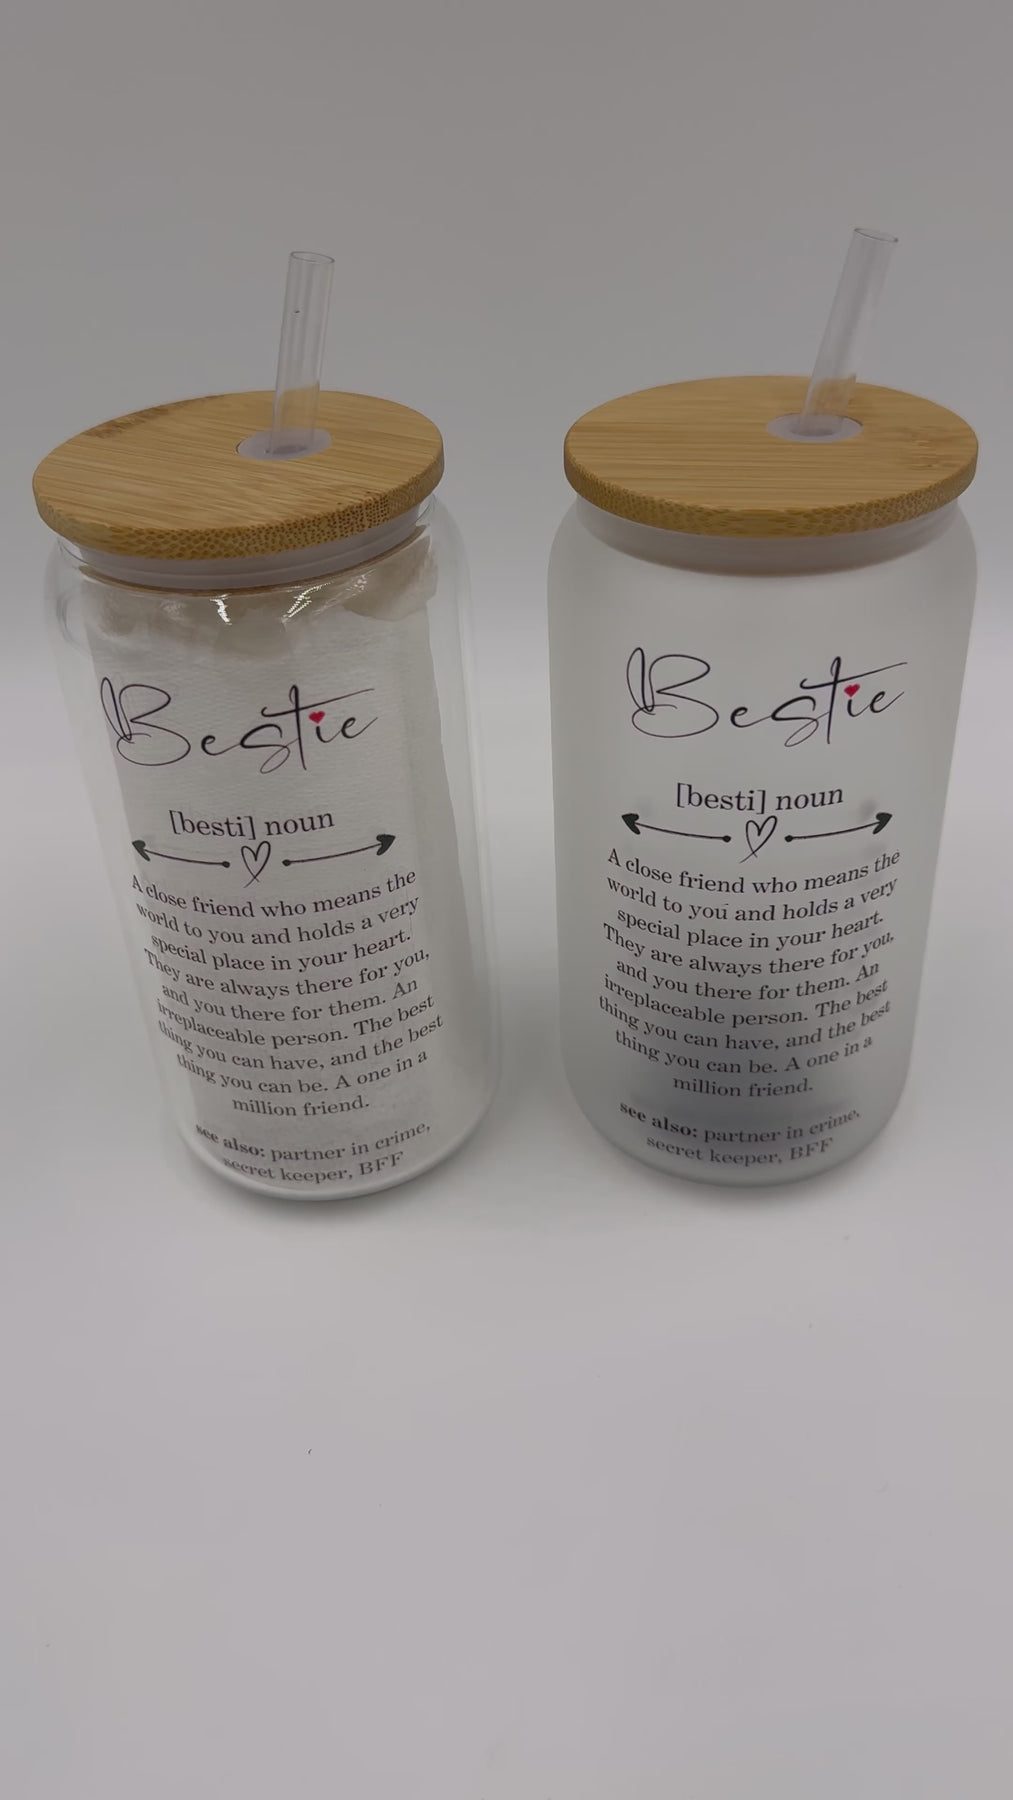 Bestie
[besti] noun
A close friend who means the
world to you and holds a very
special place in your heart.
They are always there for you,
and you there for them. An
irreplaceable person. The best
thing you can have, and the best
thing you can be. A one in a
million friend.
see also: partner in crime,
secret keeper, BFF
Bestie
[besti] noun
A close friend who means the
world to you and holds a very
special place in your heart.
They are always there for you,
and you there for them. An
irreplaceable person. The best
thing you can have, and the best
thing you can be. A one in a
million friend.
see also: partner in crime,
secret keeper, BFF